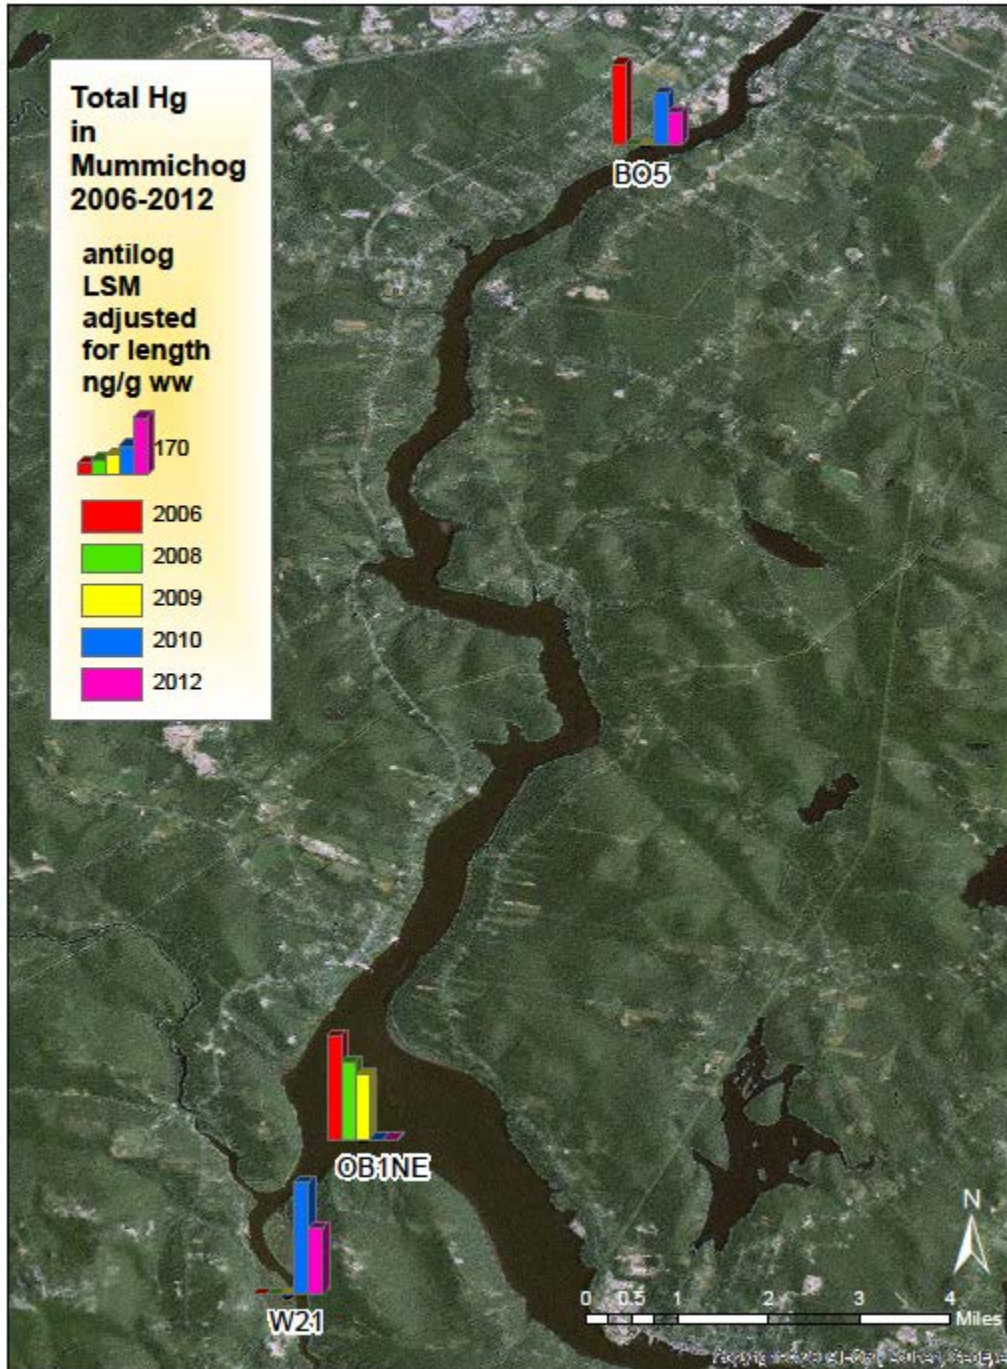 Total Hg
in
Mummichog
2006-2012
antilog
LSM
adjusted
for length
ng/g ww
170
2006
2008
2009
2010
2012
BO5
OB1NE
W21
N
0 0.5 1 2 3 4
Miles